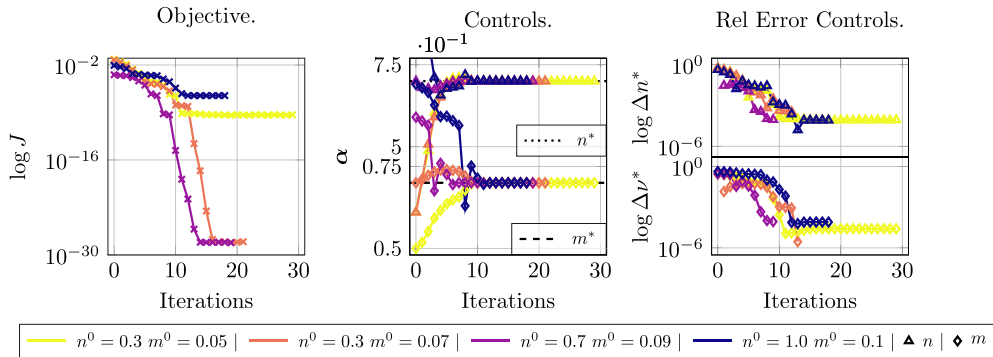 Objective.
10^−2
10^−16
10^−30
log J
0
10
20
30
Iterations
Controls.
·10^−1
7.5
5
0.75
0.5
α
n*
m*
0
10
20
30
Iterations
Rel Error Controls.
10^0
10^−6
log Δn*
10^0
10^−6
log Δν*
0
10
20
30
Iterations
n^0 = 0.3 m^0 = 0.05 | n^0 = 0.3 m^0 = 0.07 | n^0 = 0.7 m^0 = 0.09 | n^0 = 1.0 m^0 = 0.1 | n | m